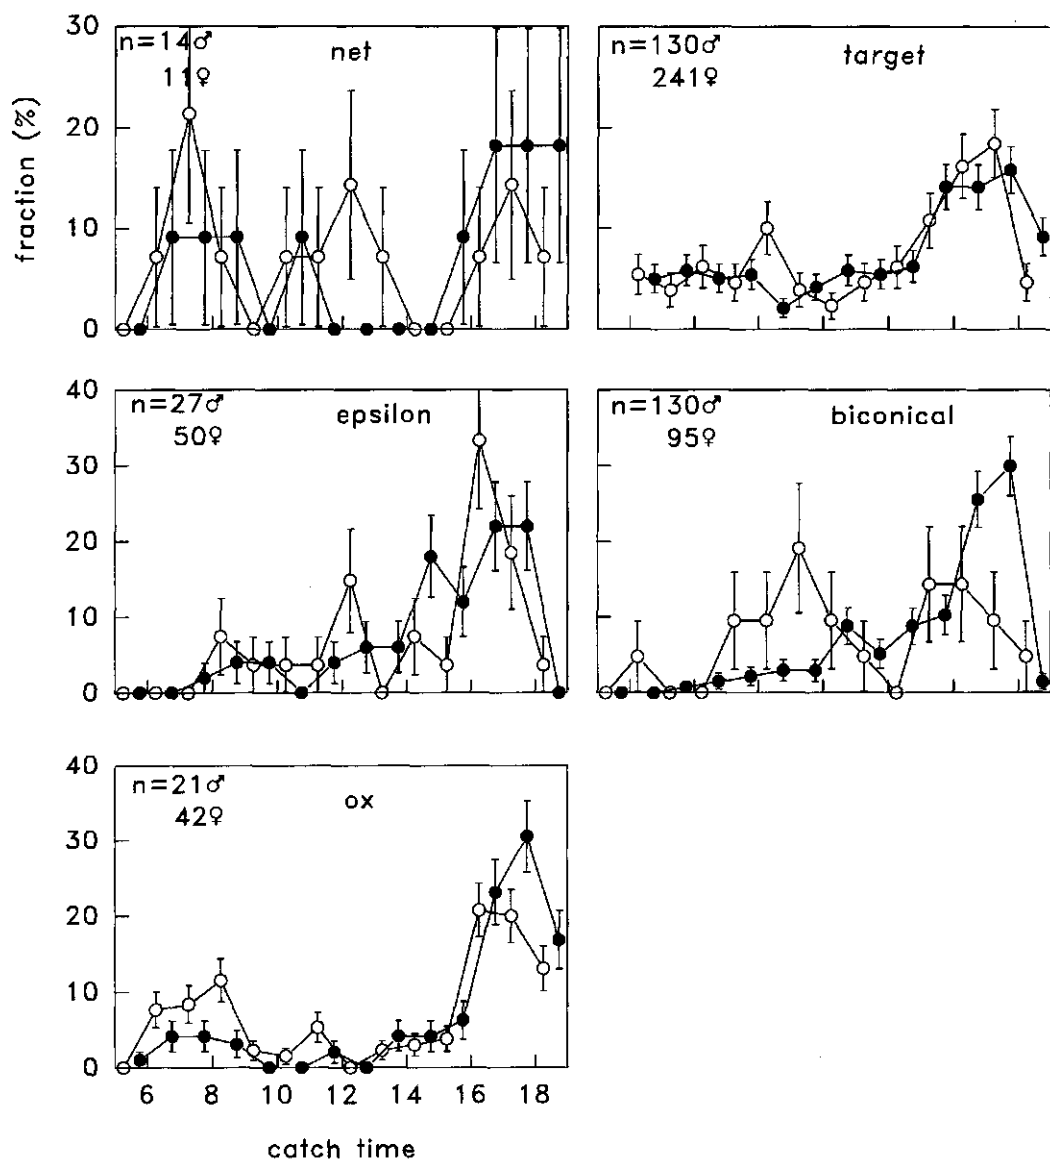 fraction (%)
30
20
10
0
n=14♂
11♀
net
n=130♂
241♀
target
40
30
20
10
0
n=27♂
50♀
epsilon
n=130♂
95♀
biconical
40
30
20
10
0
n=21♂
42♀
ox
6 8 10 12 14 16 18
catch time